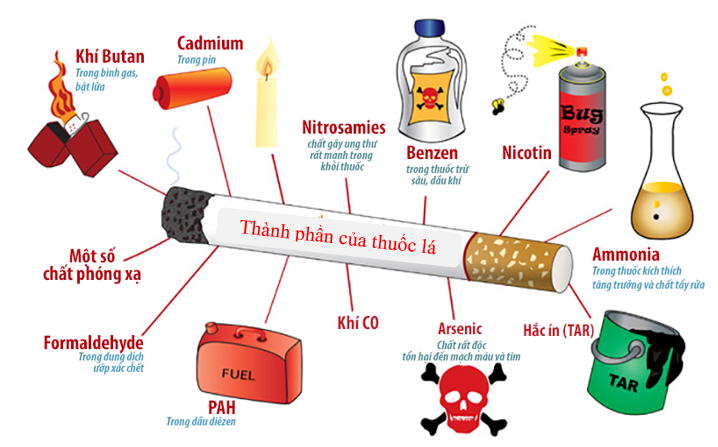 Khí Butan
Trong bình gas,
bật lửa
Cadmium
Trong pin
Nitrosamies
chất gây ung thư
rất mạnh trong
khồi thuốc
Benzen
trong thuốc trừ
sâu, dầu khí
Nicotin
Bug
Spray
Ammonia
Trong thuốc kích thích
tăng trưởng và chất tẩy rửa
Thành phần của thuốc lá
Một số
chất phóng xạ
Formaldehyde
Trong dung dịch
ướp xác chết
FUEL
PAH
Trong dầu diêzen
Khí CO
Arsenic
Chất rất độc
tổn hại đến mạch máu và tim
Hắc ín (TAR)
TAR